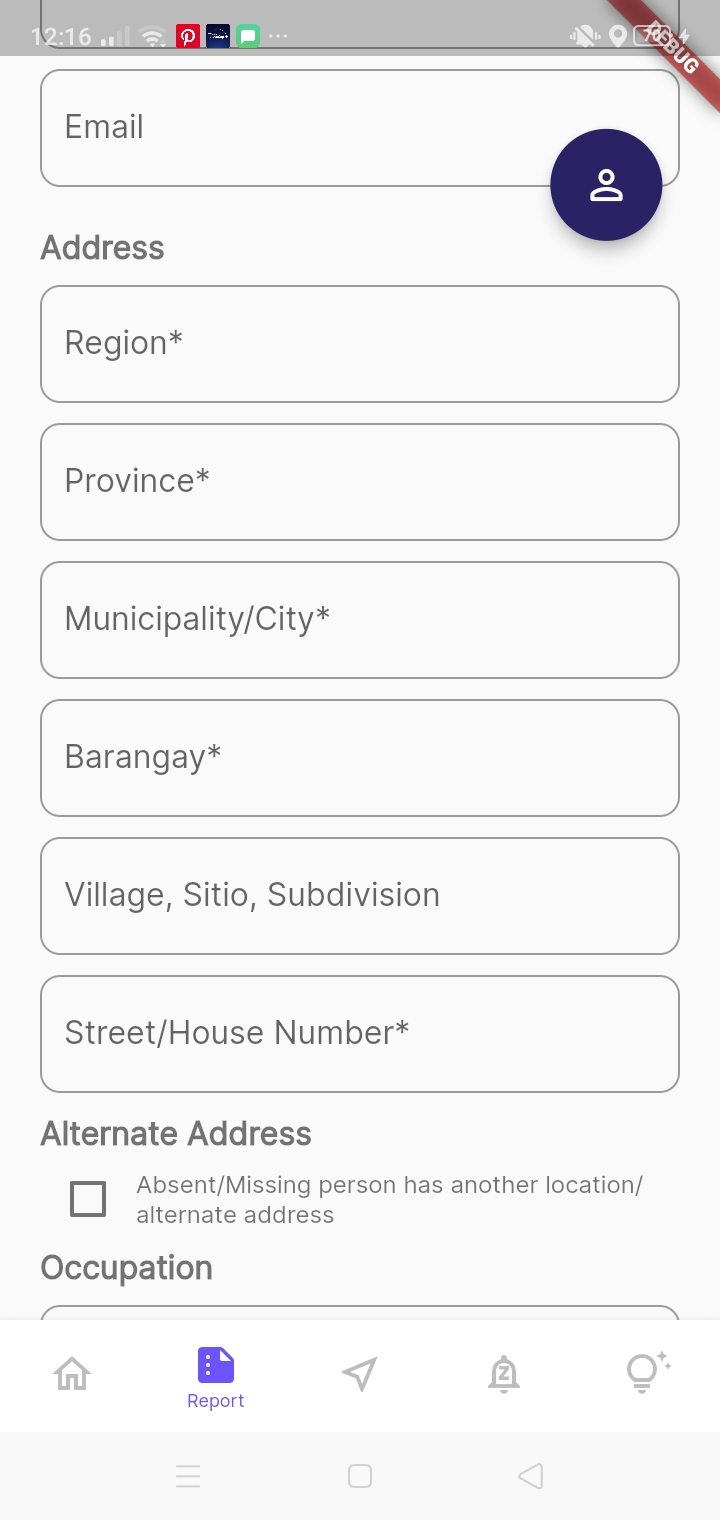 12:16
DEBUG
Email
Address
Region*
Province*
Municipality/City*
Barangay*
Village, Sitio, Subdivision
Street/House Number*
Alternate Address
Absent/Missing person has another location/
alternate address
Occupation
Report